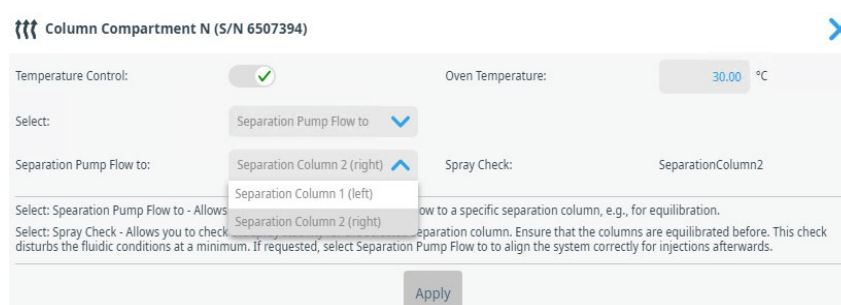 Column Compartment N (S/N 6507394)
Temperature Control:
Oven Temperature:
30.00 °C
Select:
Separation Pump Flow to
Separation Pump Flow to:
Separation Column 2 (right)
Spray Check:
SeparationColumn2
Separation Column 1 (left)
Separation Column 2 (right)
Select: Spearation Pump Flow to - Allows ow to a specific separation column, e.g., for equilibration.
Select: Spray Check - Allows you to check eparation column. Ensure that the columns are equilibrated before. This check
disturbs the fluidic conditions at a minimum. If requested, select Separation Pump Flow to to align the system correctly for injections afterwards.
Apply